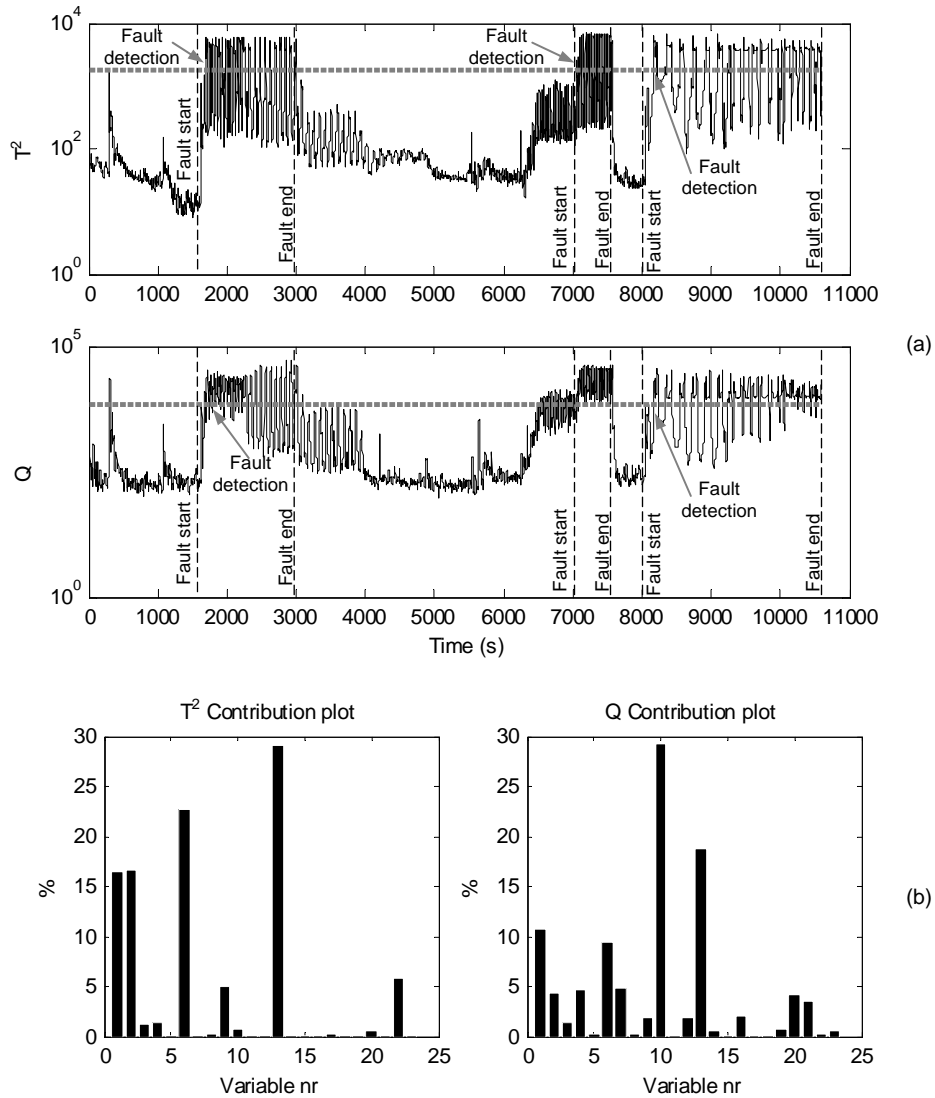 10^4
Fault
detection
Fault
detection
T^2
10^2
Fault start
Fault end
Fault start
Fault end
Fault start
Fault
detection
Fault end
10^0
0 1000 2000 3000 4000 5000 6000 7000 8000 9000 10000 11000
(a)
10^5
Q
Fault
detection
Fault
detection
Fault start
Fault end
Fault start
Fault end
Fault start
Fault end
10^0
0 1000 2000 3000 4000 5000 6000 7000 8000 9000 10000 11000
Time (s)
T^2 Contribution plot
30
25
20
15
10
5
0
%
0 5 10 15 20 25
Variable nr
Q Contribution plot
30
25
20
15
10
5
0
%
0 5 10 15 20 25
Variable nr
(b)